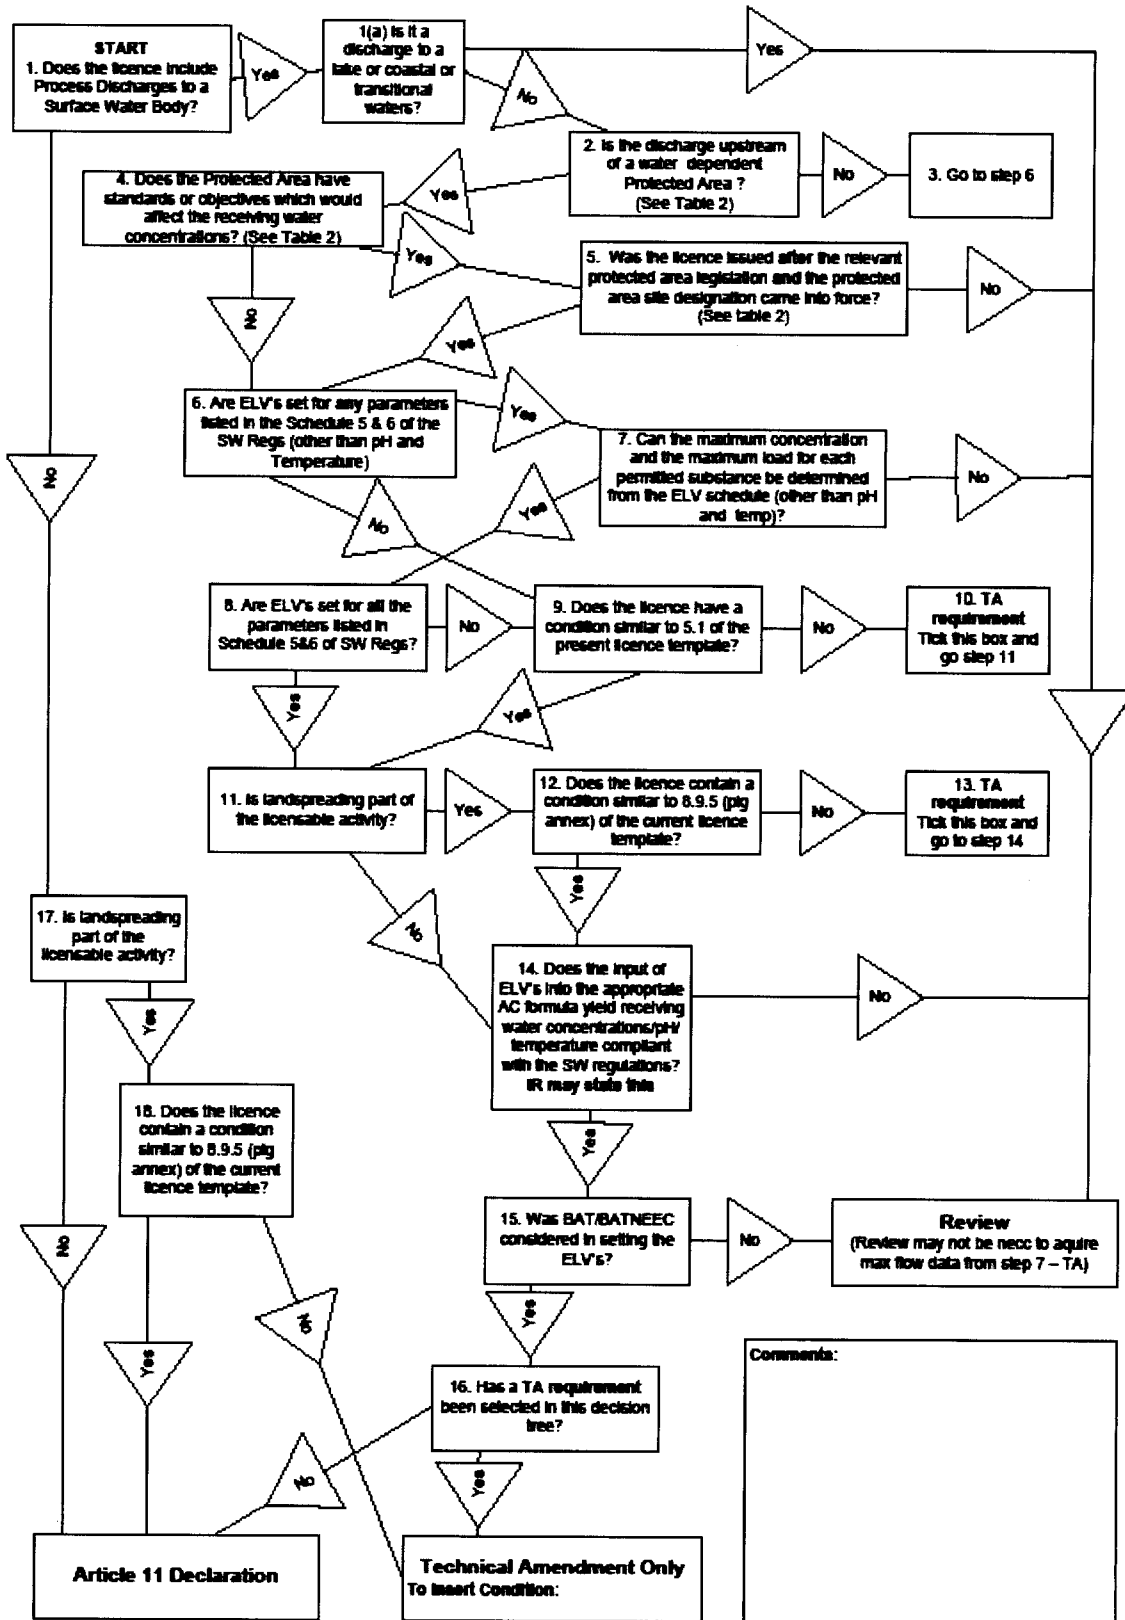 START
1. Does the licence include
Process Discharges to a
Surface Water Body?
Yes
1(a) Is it a
discharge to a
lake or coastal or
transitional
waters?
Yes
No
2. Is the discharge upstream
of a water dependent
Protected Area ?
(See Table 2)
No
3. Go to step 6
Yes
4. Does the Protected Area have
standards or objectives which would
affect the receiving water
concentrations? (See Table 2)
Yes
No
5. Was the licence issued after the relevant
protected area legislation and the protected
area site designation came into force?
(See table 2)
No
Yes
6. Are ELV's set for any parameters
listed in the Schedule 5 & 6 of the
SW Regs (other than pH and
Temperature)
Yes
No
7. Can the maximum concentration
and the maximum load for each
permitted substance be determined
from the ELV schedule (other than pH
and temp)?
No
Yes
No
8. Are ELV's set for all the
parameters listed in
Schedule 5&6 of SW Regs?
No
9. Does the licence have a
condition similar to 5.1 of the
present licence template?
No
10. TA
requirement
Tick this box and
go step 11
Yes
Yes
11. Is landspreading part of
the licensable activity?
Yes
12. Does the licence contain a
condition similar to 6.9.5 (pig
annex) of the current licence
template?
No
13. TA
requirement
Tick this box and
go to step 14
Yes
No
17. Is landspreading
part of the
licensable activity?
14. Does the input of
ELV's into the appropriate
AC formula yield receiving
water concentrations/pH/
temperature compliant
with the SW regulations?
IR may state this
No
Yes
18. Does the licence
contain a condition
similar to 6.9.5 (pig
annex) of the current
licence template?
Yes
No
15. Was BAT/BATNEEC
considered in setting the
ELV's?
No
Review
(Review may not be necc to aquire
max flow data from step 7 – TA)
Yes
No
Yes
16. Has a TA requirement
been selected in this decision
tree?
No
Yes
Comments:
Article 11 Declaration
Technical Amendment Only
To Insert Condition: